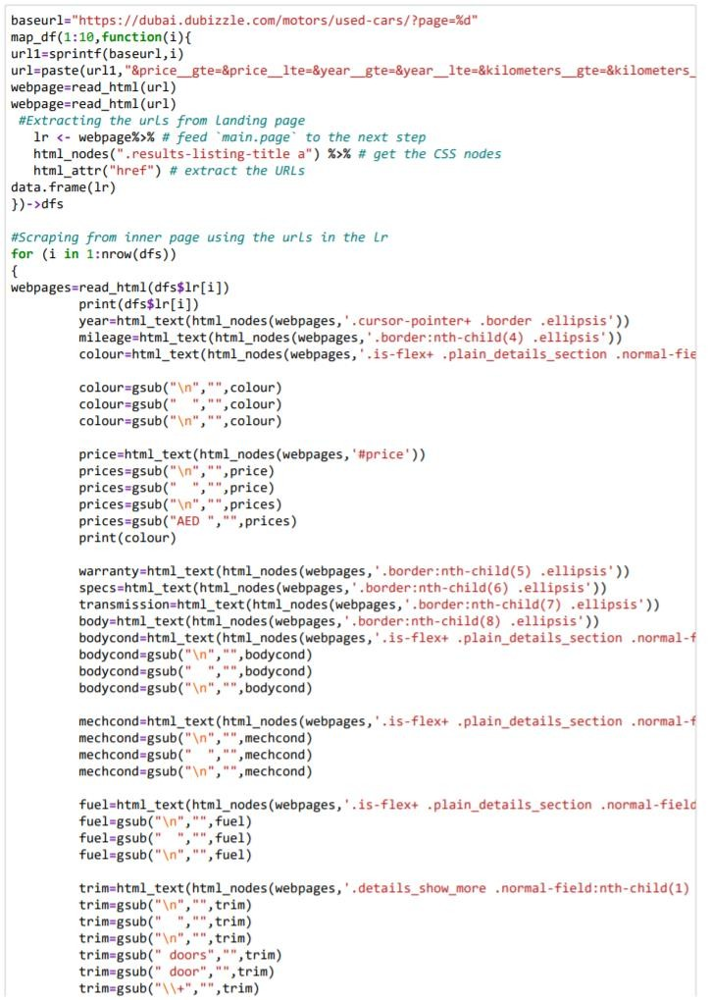 baseurl="https://dubai.dubizzle.com/motors/used-cars/?page=%d"
map_df(1:10,function(i){
url1=sprintf(baseurl,i)
url=paste(url1,"&price__gte=&price__lte=&year__gte=&year__lte=&kilometers__gte=&kilometers_
webpage=read_html(url)
webpage=read_html(url)
 #Extracting the urls from Landing page
   lr <- webpage%>% # feed `main.page` to the next step
   html_nodes(".results-listing-title a") %>% # get the CSS nodes
   html_attr("href") # extract the URLs
data.frame(lr)
})->dfs

#Scraping from inner page using the urls in the lr
for (i in 1:nrow(dfs))
{
webpages=read_html(dfs$lr[i])
         print(dfs$lr[i])
         year=html_text(html_nodes(webpages,'.cursor-pointer+ .border .ellipsis'))
         mileage=html_text(html_nodes(webpages,'.border:nth-child(4) .ellipsis'))
         colour=html_text(html_nodes(webpages,'.is-flex+ .plain_details_section .normal-fie

         colour=gsub("\n","",colour)
         colour=gsub("  ","",colour)
         colour=gsub("\n","",colour)

         price=html_text(html_nodes(webpages,'#price'))
         prices=gsub("\n","",price)
         prices=gsub("  ","",price)
         prices=gsub("\n","",prices)
         prices=gsub("AED ","",prices)
         print(colour)

         warranty=html_text(html_nodes(webpages,'.border:nth-child(5) .ellipsis'))
         specs=html_text(html_nodes(webpages,'.border:nth-child(6) .ellipsis'))
         transmission=html_text(html_nodes(webpages,'.border:nth-child(7) .ellipsis'))
         body=html_text(html_nodes(webpages,'.border:nth-child(8) .ellipsis'))
         bodycond=html_text(html_nodes(webpages,'.is-flex+ .plain_details_section .normal-f
         bodycond=gsub("\n","",bodycond)
         bodycond=gsub("  ","",bodycond)
         bodycond=gsub("\n","",bodycond)

         mechcond=html_text(html_nodes(webpages,'.is-flex+ .plain_details_section .normal-f
         mechcond=gsub("\n","",mechcond)
         mechcond=gsub("  ","",mechcond)
         mechcond=gsub("\n","",mechcond)

         fuel=html_text(html_nodes(webpages,'.is-flex+ .plain_details_section .normal-field
         fuel=gsub("\n","",fuel)
         fuel=gsub("  ","",fuel)
         fuel=gsub("\n","",fuel)

         trim=html_text(html_nodes(webpages,'.details_show_more .normal-field:nth-child(1)
         trim=gsub("\n","",trim)
         trim=gsub("  ","",trim)
         trim=gsub("\n","",trim)
         trim=gsub(" doors","",trim)
         trim=gsub(" door","",trim)
         trim=gsub("\\+","",trim)